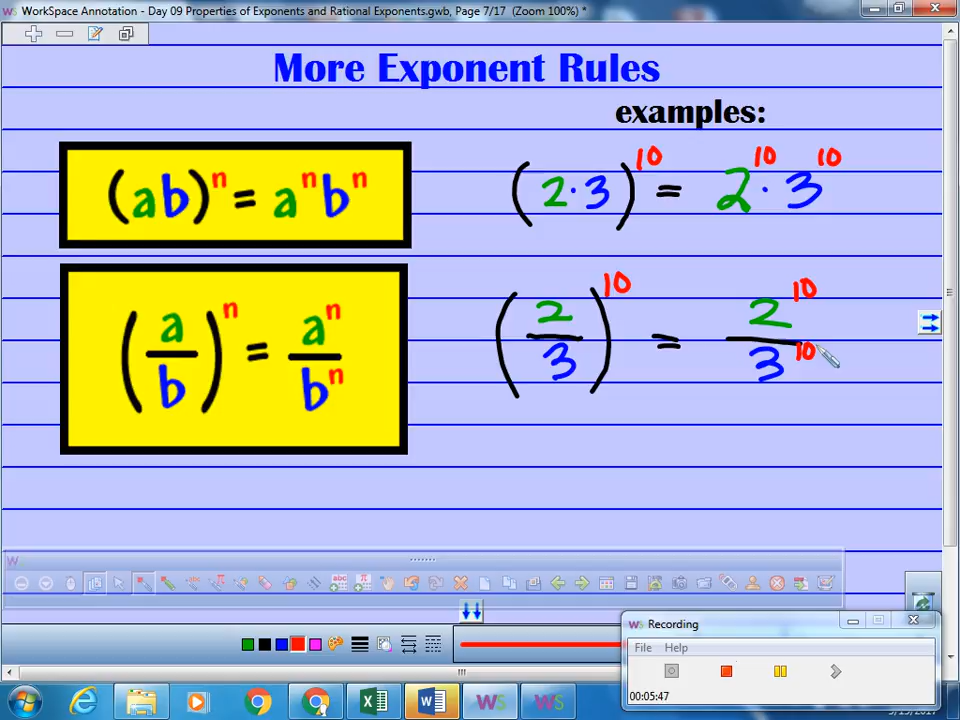 WorkSpace Annotation - Day 09 Properties of Exponents and Rational Exponents.gwb, Page 7/17 (Zoom 100%) *
More Exponent Rules
examples:
(ab)ⁿ = aⁿbⁿ
(2·3)¹⁰ = 2¹⁰ · 3¹⁰
(a/b)ⁿ = aⁿ/bⁿ
(2/3)¹⁰ = 2¹⁰/3¹⁰
Recording
File Help
00:05:47